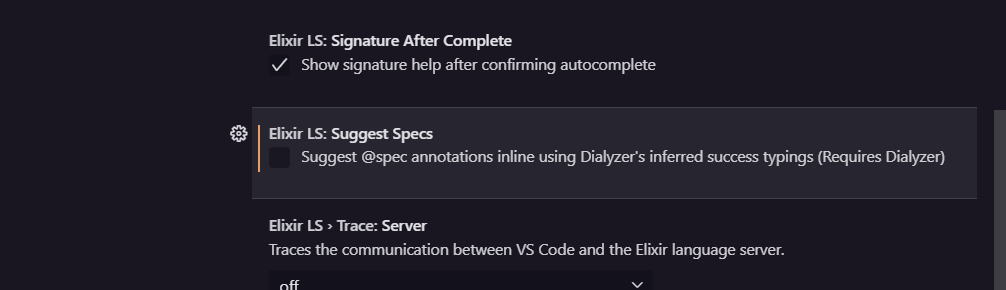 Elixir LS: Signature After Complete
Show signature help after confirming autocomplete
Elixir LS: Suggest Specs
Suggest @spec annotations inline using Dialyzer's inferred success typings (Requires Dialyzer)
Elixir LS › Trace: Server
Traces the communication between VS Code and the Elixir language server.
off